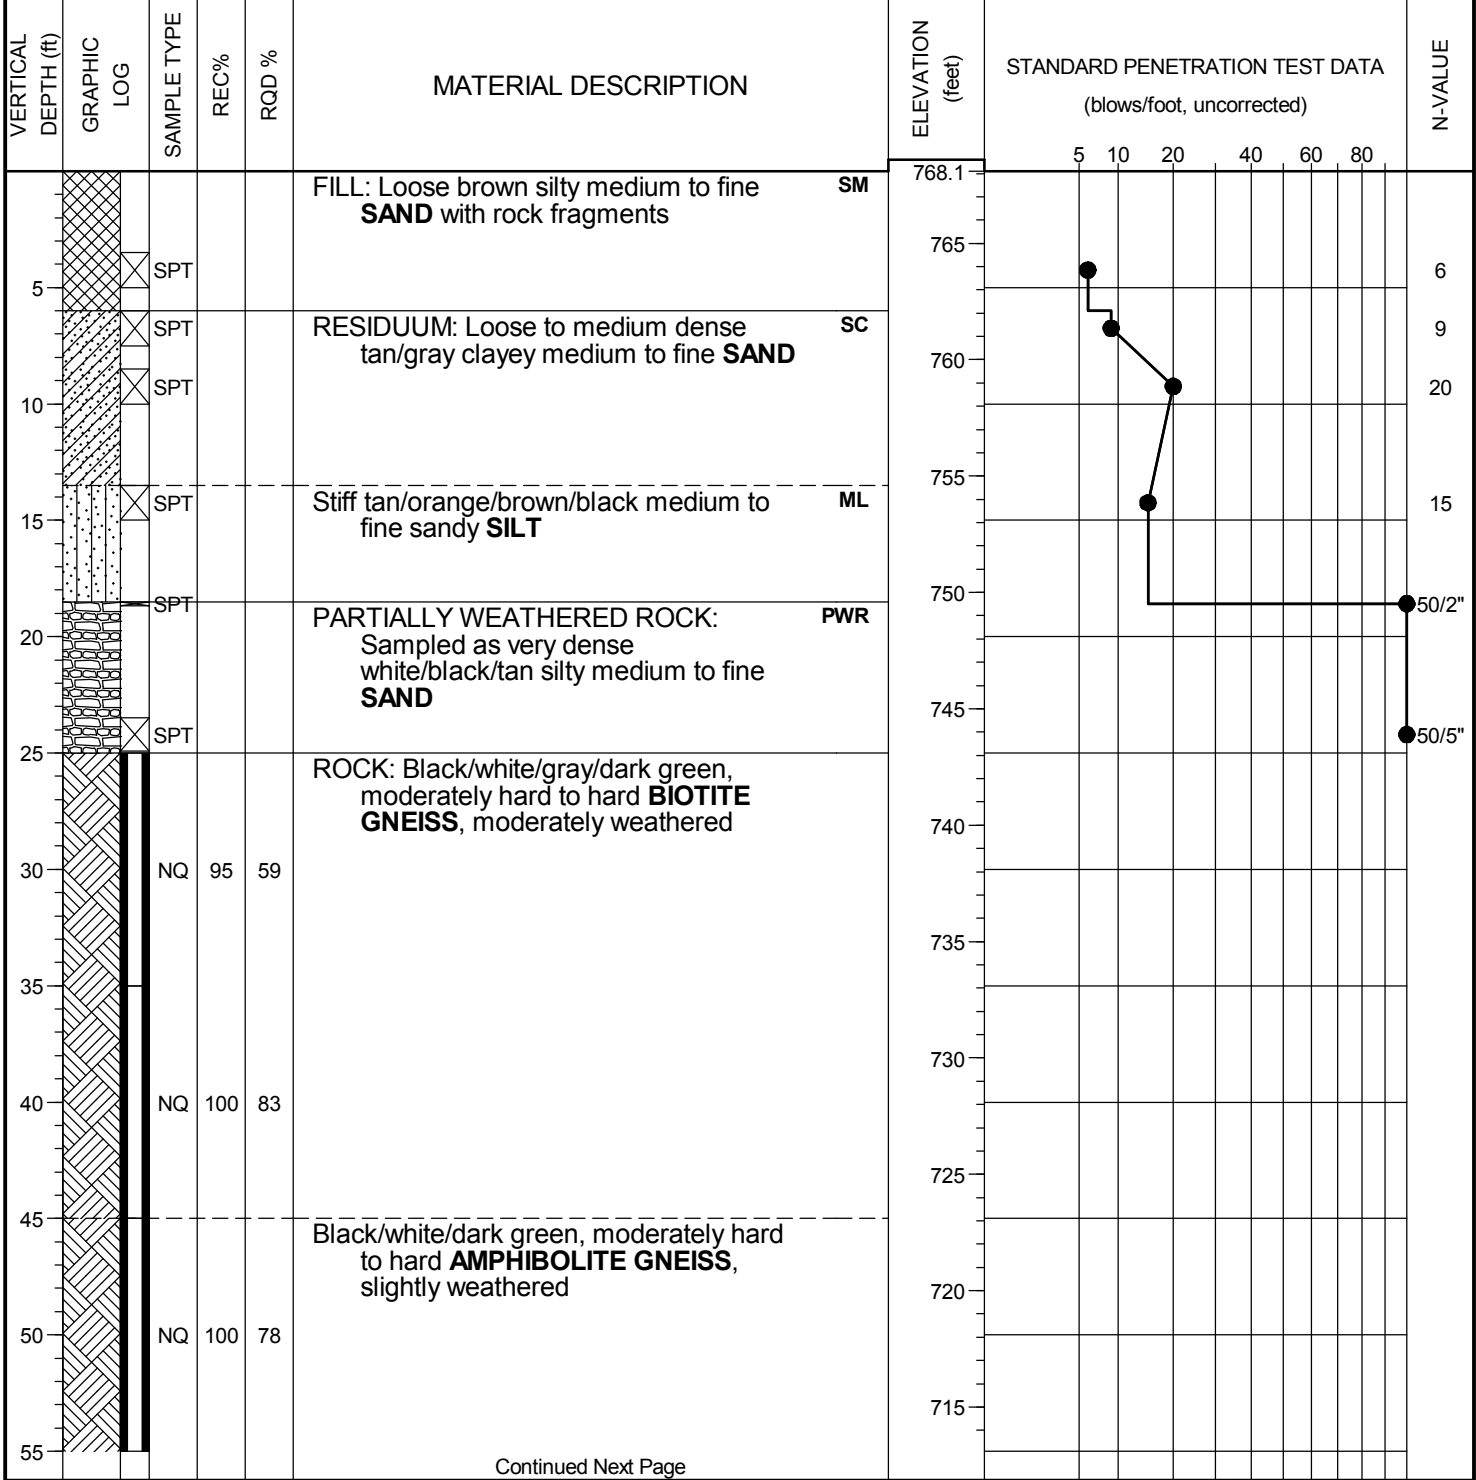 VERTICAL
DEPTH (ft)
GRAPHIC
LOG
SAMPLE TYPE
REC%
RQD %
MATERIAL DESCRIPTION
ELEVATION
(feet)
STANDARD PENETRATION TEST DATA
(blows/foot, uncorrected)
N-VALUE
5 10 20 40 60 80
768.1
FILL: Loose brown silty medium to fine SM
SAND with rock fragments
765
SPT 6
5
SPT RESIDUUM: Loose to medium dense SC 9
tan/gray clayey medium to fine SAND
760
SPT 20
10
755
SPT Stiff tan/orange/brown/black medium to ML 15
fine sandy SILT
15
750
SPT 50/2"
PARTIALLY WEATHERED ROCK: PWR
20
Sampled as very dense
white/black/tan silty medium to fine
SAND
745
SPT 50/5"
25
ROCK: Black/white/gray/dark green,
moderately hard to hard BIOTITE
GNEISS, moderately weathered
740
30 NQ 95 59
735
35
730
40 NQ 100 83
725
45
Black/white/dark green, moderately hard
to hard AMPHIBOLITE GNEISS,
slightly weathered
720
50 NQ 100 78
715
55
Continued Next Page